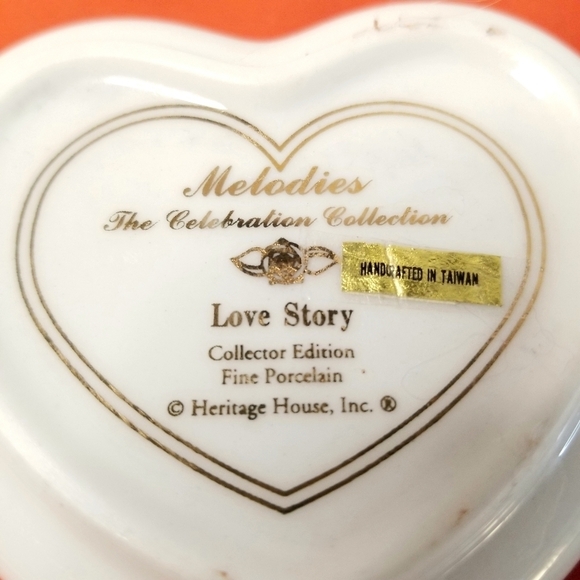 Melodies
The Celebration Collection
HANDCRAFTED IN TAIWAN
Love Story
Collector Edition
Fine Porcelain
© Heritage House, Inc. ®